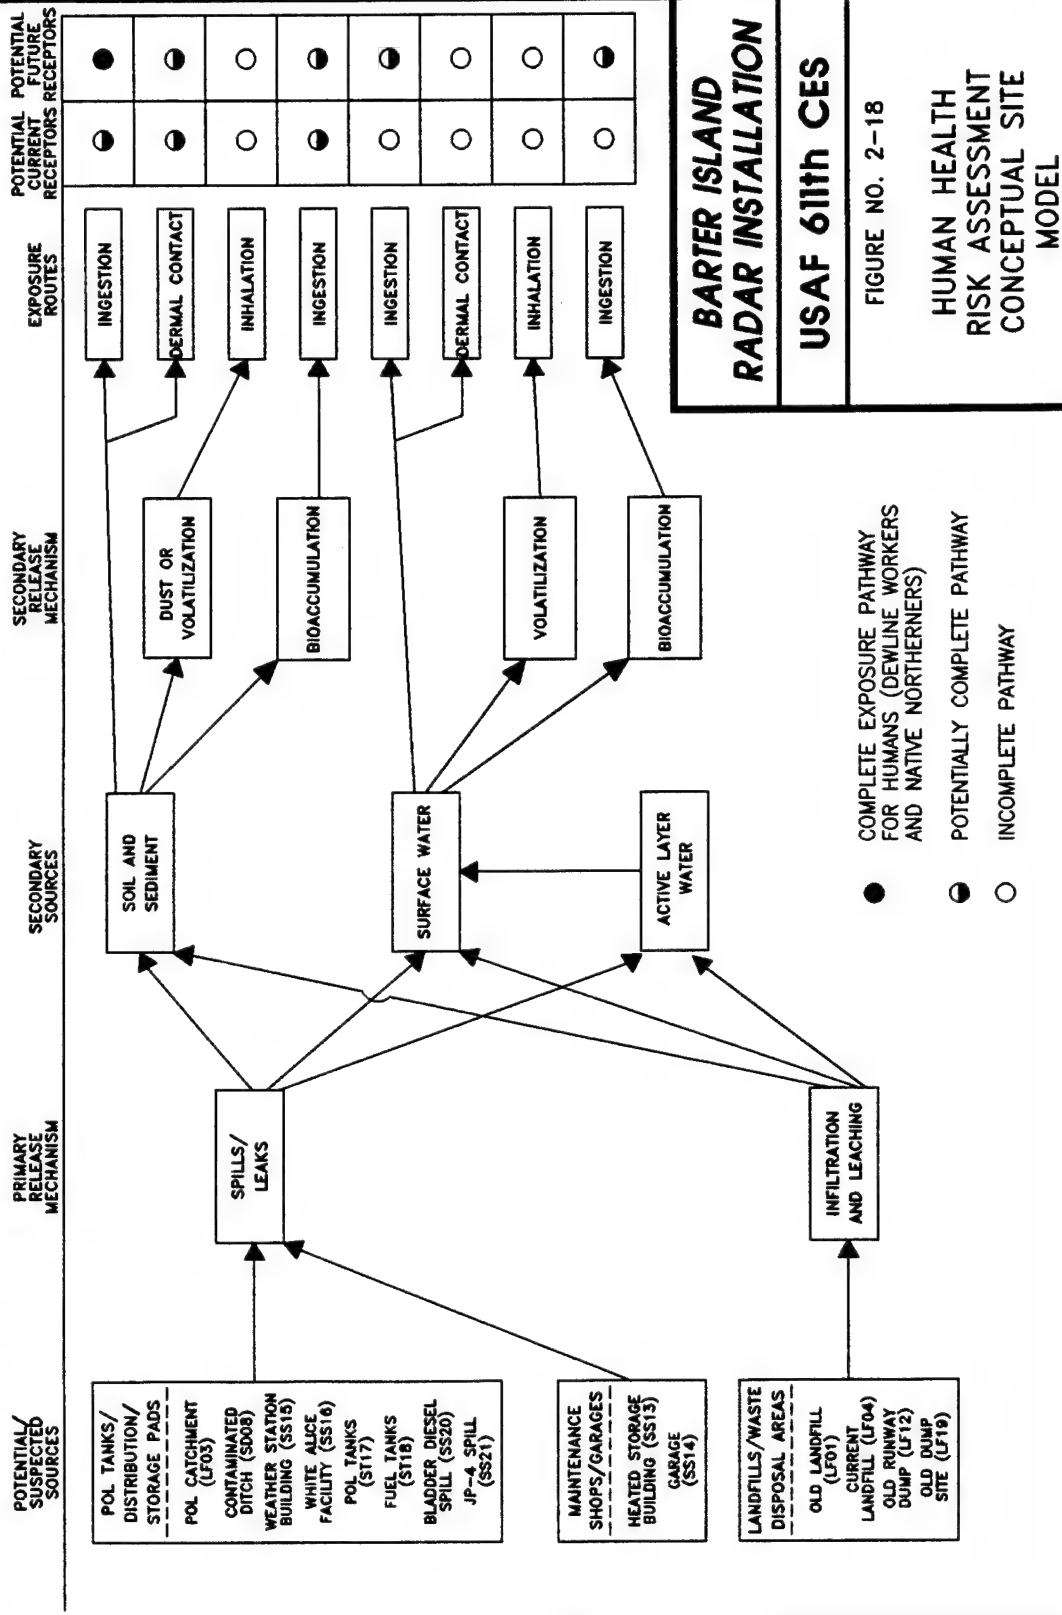 POTENTIAL/
SUSPECTED
SOURCES
PRIMARY
RELEASE
MECHANISM
SECONDARY
SOURCES
SECONDARY
RELEASE
MECHANISM
EXPOSURE
ROUTES
POTENTIAL
CURRENT
RECEPTORS
POTENTIAL
FUTURE
RECEPTORS
POL TANKS/
DISTRIBUTION/
STORAGE PADS
POL CATCHMENT
(LF03)
CONTAMINATED
DITCH (SD08)
WEATHER STATION
BUILDING (SS15)
WHITE ALICE
FACILITY (SS16)
POL TANKS
(ST17)
FUEL TANKS
(ST18)
BLADDER DIESEL
SPILL (SS20)
JP-4 SPILL
(SS21)
MAINTENANCE
SHOPS/GARAGES
HEATED STORAGE
BUILDING (SS13)
GARAGE
(SS14)
LANDFILLS/WASTE
DISPOSAL AREAS
OLD LANDFILL
(LF01)
CURRENT
LANDFILL (LF04)
OLD RUNWAY
DUMP (LF12)
OLD DUMP
SITE (LF19)
SPILLS/
LEAKS
INFILTRATION
AND LEACHING
SOIL AND
SEDIMENT
SURFACE WATER
ACTIVE LAYER
WATER
DUST OR
VOLATILIZATION
BIOACCUMULATION
VOLATILIZATION
BIOACCUMULATION
INGESTION
DERMAL CONTACT
INHALATION
INGESTION
INGESTION
DERMAL CONTACT
INHALATION
INGESTION
COMPLETE EXPOSURE PATHWAY
FOR HUMANS (DEWLINE WORKERS
AND NATIVE NORTHERNERS)
POTENTIALLY COMPLETE PATHWAY
INCOMPLETE PATHWAY
BARTER ISLAND
RADAR INSTALLATION
USAF 611th CES
FIGURE NO. 2-18
HUMAN HEALTH
RISK ASSESSMENT
CONCEPTUAL SITE
MODEL